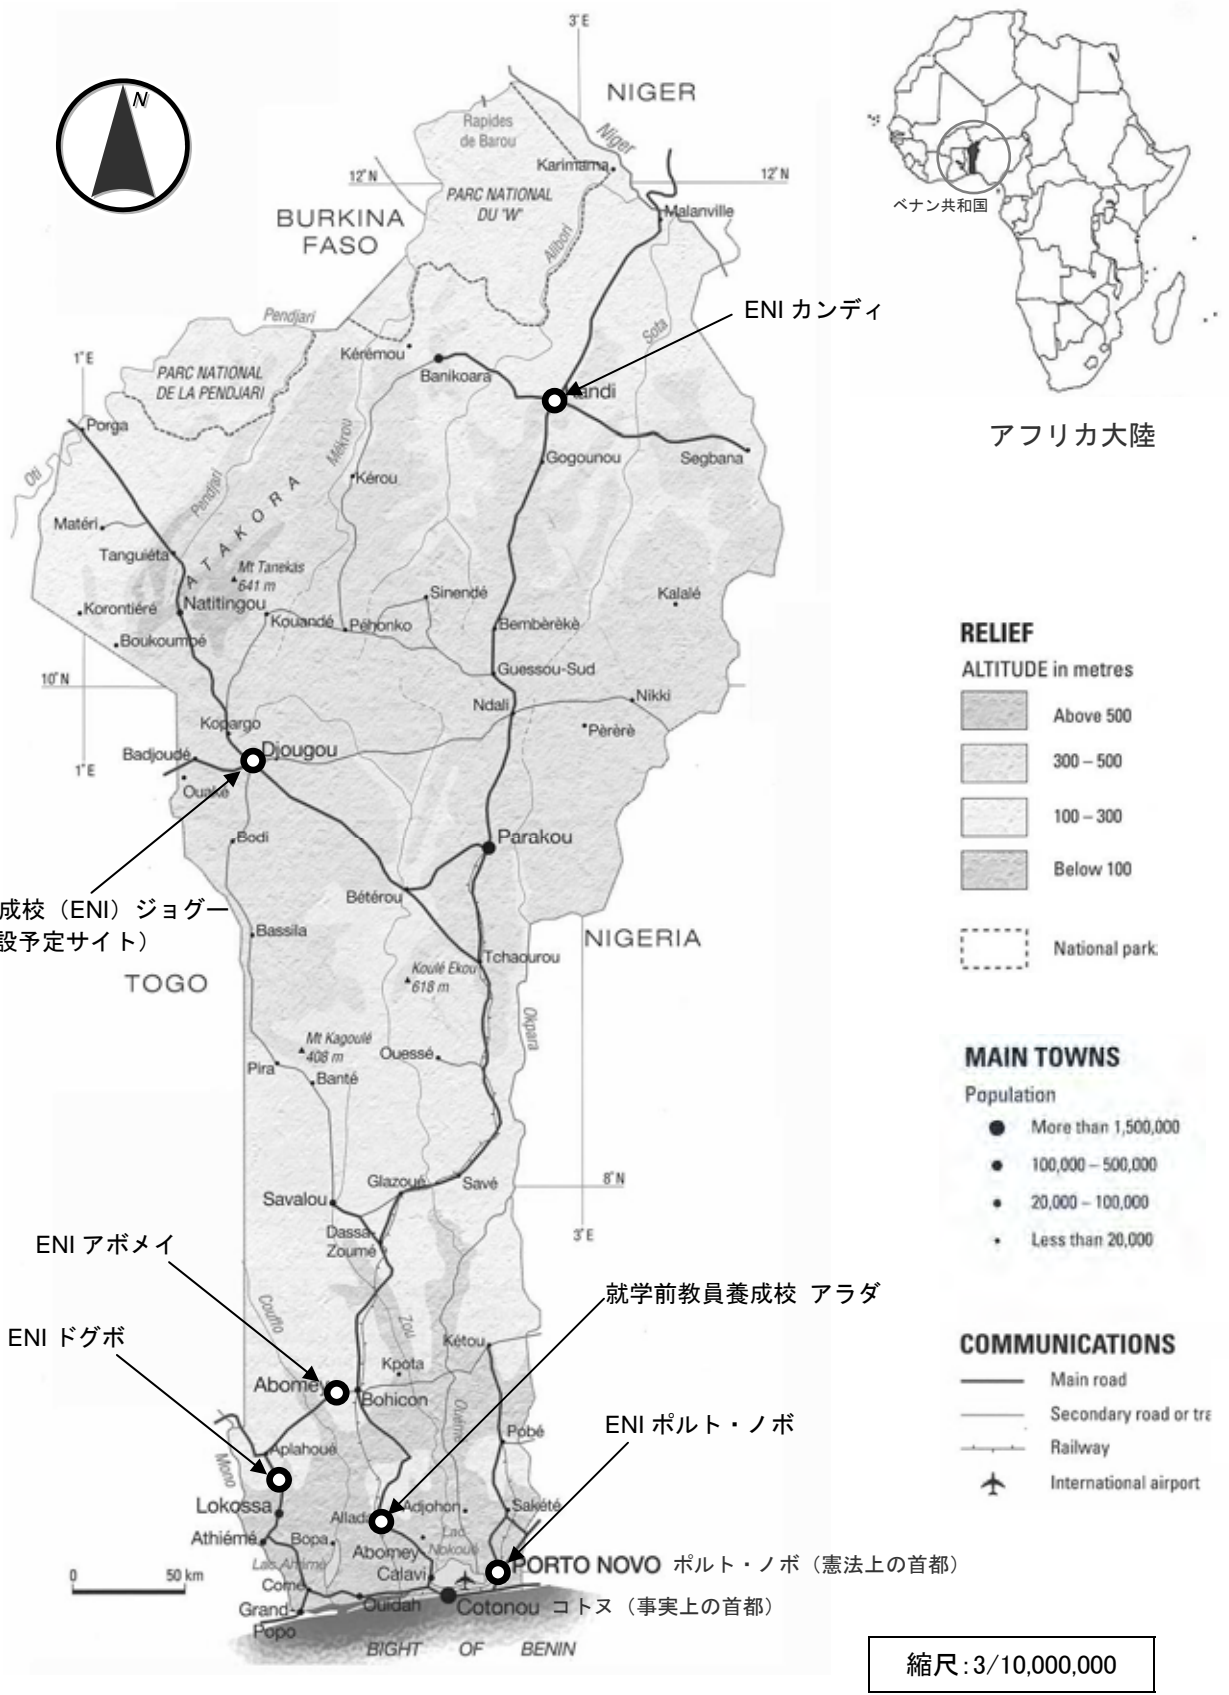 3°E
NIGER
N
Rapides
de Barou
Niger
Karimama
12°N
12°N
PARC NATIONAL
DU "W"
BURKINA
FASO
Malanville
Alibori
ベナン共和国
ENI カンディ
Pendjari
Sota
Kérémou
1°E
PARC NATIONAL
DE LA PENDJARI
Banikoara
andi
アフリカ大陸
Porga
Mékrou
Gogounou
Segbana
Oti
Pendjari
Kérou
ATAKORA
Matéri
Tanguiéta
Mt Tanekas
641 m
Sinendé
Kalalé
Korontiéré
Natitingou
Kouandé
Péhonko
Bembèrèkè
Boukoumbé
Guessou-Sud
10°N
Nikki
Ndali
Kopargo
Pèrèrè
Djougou
Badjoudé
1°E
Ouaké
Bodi
Parakou
Bétérou
成校（ENI）ジョグー
設予定サイト）
Bassila
NIGERIA
Tchaourou
TOGO
Koulé Ekou
618 m
Okpara
Mt Kagoulé
408 m
Ouessé
Pira
Banté
Glazoué
Savé
8°N
Savalou
Dassa-
Zoumé
3°E
ENI アボメイ
就学前教員養成校 アラダ
Couffo
Zou
ENI ドグボ
Kétou
Kpota
Abomey
Bohicon
Ouémé
ENI ポルト・ノボ
Pobé
Aplahoué
Mono
Lokossa
Allada
Adjohon
Sakété
Athiémé
Bopa
Lac
Nokoué
Abomey-
Calavi
Lac Ahémé
PORTO NOVO ポルト・ノボ（憲法上の首都）
0 50 km
Comé
Ouidah
Cotonou コトヌ（事実上の首都）
Grand-
Popo
BIGHT OF BENIN
RELIEF
ALTITUDE in metres
Above 500
300 – 500
100 – 300
Below 100
National park.
MAIN TOWNS
Population
More than 1,500,000
100,000 – 500,000
20,000 – 100,000
Less than 20,000
COMMUNICATIONS
Main road
Secondary road or tra
Railway
International airport
縮尺:3/10,000,000